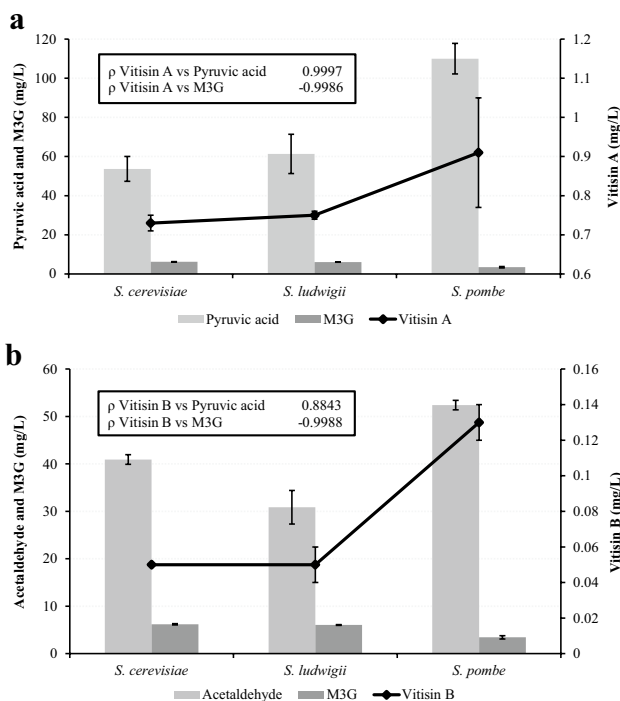 a
ρ Vitisin A vs Pyruvic acid 0.9997
ρ Vitisin A vs M3G -0.9986
Pyruvic acid and M3G (mg/L)
120
100
80
60
40
20
0
Vitisin A (mg/L)
1.2
1.1
1
0.9
0.8
0.7
0.6
S. cerevisiae S. ludwigii S. pombe
Pyruvic acid M3G Vitisin A
b
ρ Vitisin B vs Pyruvic acid 0.8843
ρ Vitisin B vs M3G -0.9988
Acetaldehyde and M3G (mg/L)
60
50
40
30
20
10
0
Vitisin B (mg/L)
0.16
0.14
0.12
0.1
0.08
0.06
0.04
0.02
0
S. cerevisiae S. ludwigii S. pombe
Acetaldehyde M3G Vitisin B